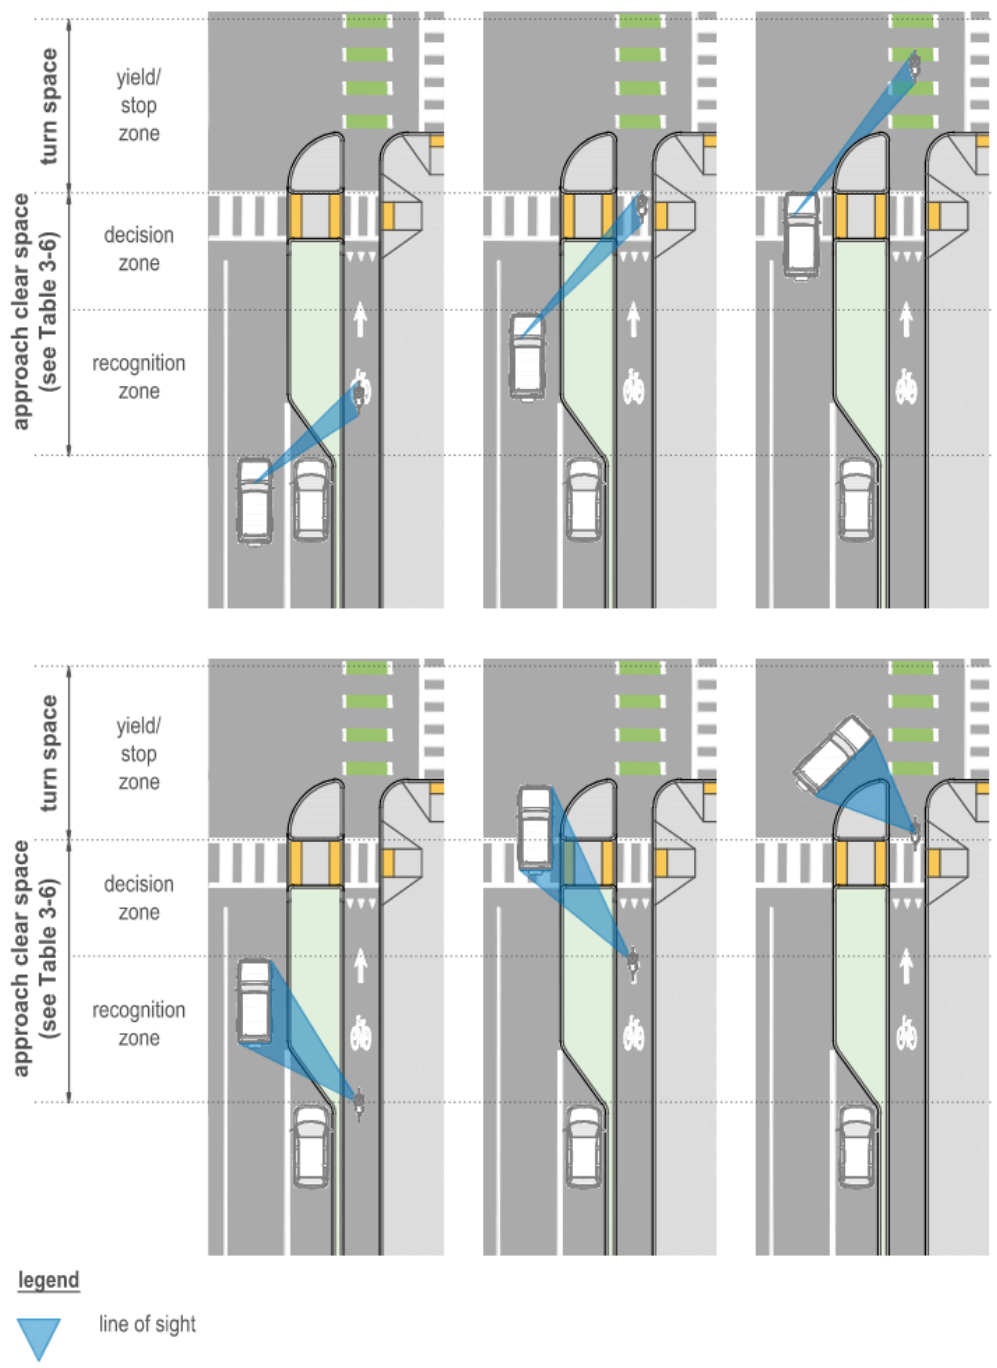 turn space
yield/
stop
zone
approach clear space
(see Table 3-6)
decision
zone
recognition
zone
turn space
yield/
stop
zone
approach clear space
(see Table 3-6)
decision
zone
recognition
zone
legend
line of sight